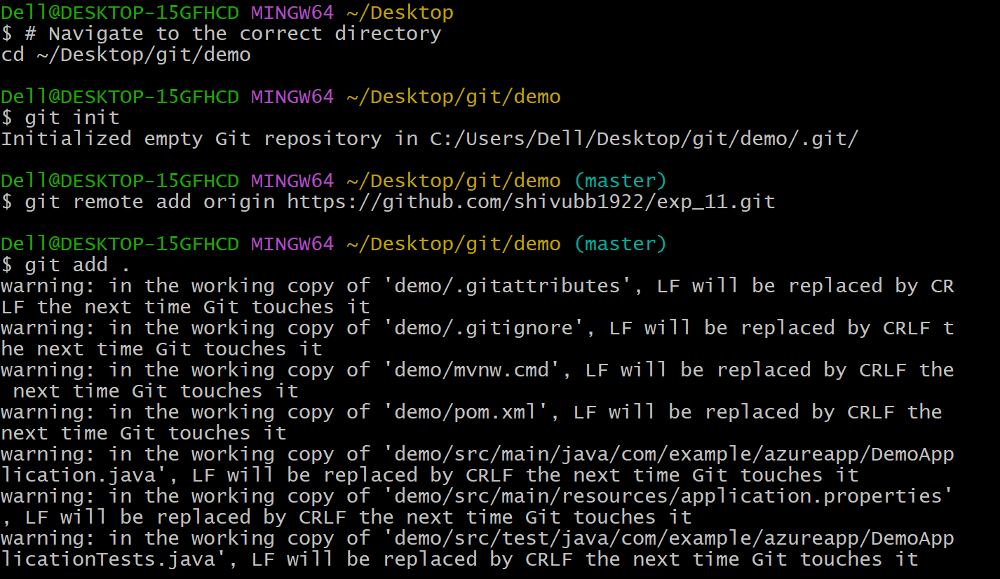 Dell@DESKTOP-15GFHCD MINGW64 ~/Desktop
$ # Navigate to the correct directory
cd ~/Desktop/git/demo
Dell@DESKTOP-15GFHCD MINGW64 ~/Desktop/git/demo
$ git init
Initialized empty Git repository in C:/Users/Dell/Desktop/git/demo/.git/
Dell@DESKTOP-15GFHCD MINGW64 ~/Desktop/git/demo (master)
$ git remote add origin https://github.com/shivubb1922/exp_11.git
Dell@DESKTOP-15GFHCD MINGW64 ~/Desktop/git/demo (master)
$ git add .
warning: in the working copy of 'demo/.gitattributes', LF will be replaced by CR
LF the next time Git touches it
warning: in the working copy of 'demo/.gitignore', LF will be replaced by CRLF t
he next time Git touches it
warning: in the working copy of 'demo/mvnw.cmd', LF will be replaced by CRLF the
 next time Git touches it
warning: in the working copy of 'demo/pom.xml', LF will be replaced by CRLF the
next time Git touches it
warning: in the working copy of 'demo/src/main/java/com/example/azureapp/DemoApp
lication.java', LF will be replaced by CRLF the next time Git touches it
warning: in the working copy of 'demo/src/main/resources/application.properties'
, LF will be replaced by CRLF the next time Git touches it
warning: in the working copy of 'demo/src/test/java/com/example/azureapp/DemoApp
licationTests.java', LF will be replaced by CRLF the next time Git touches it